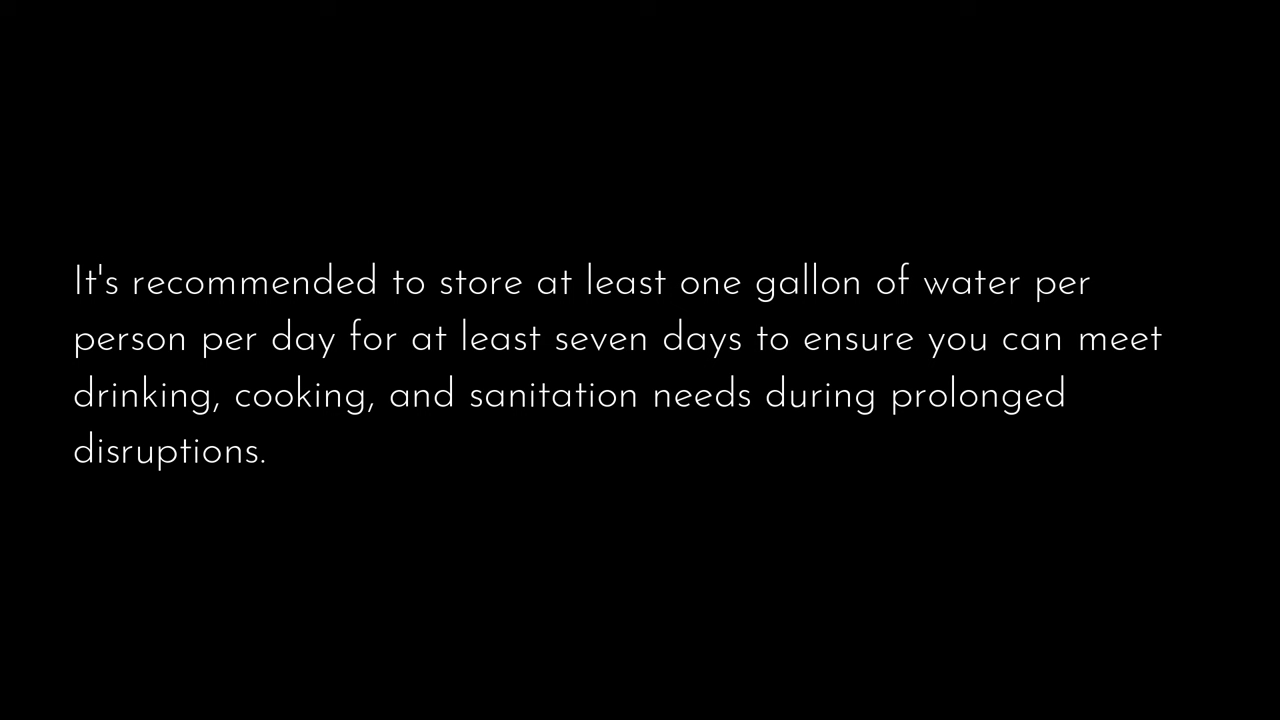 It's recommended to store at least one gallon of water per
person per day for at least seven days to ensure you can meet
drinking, cooking, and sanitation needs during prolonged
disruptions.